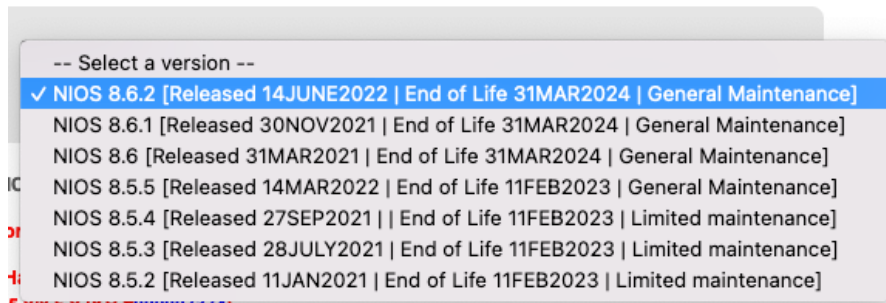 -- Select a version --
✓ NIOS 8.6.2 [Released 14JUNE2022 | End of Life 31MAR2024 | General Maintenance]
NIOS 8.6.1 [Released 30NOV2021 | End of Life 31MAR2024 | General Maintenance]
NIOS 8.6 [Released 31MAR2021 | End of Life 31MAR2024 | General Maintenance]
NIOS 8.5.5 [Released 14MAR2022 | End of Life 11FEB2023 | General Maintenance]
NIOS 8.5.4 [Released 27SEP2021 | | End of Life 11FEB2023 | Limited maintenance]
NIOS 8.5.3 [Released 28JULY2021 | End of Life 11FEB2023 | Limited maintenance]
NIOS 8.5.2 [Released 11JAN2021 | End of Life 11FEB2023 | Limited maintenance]